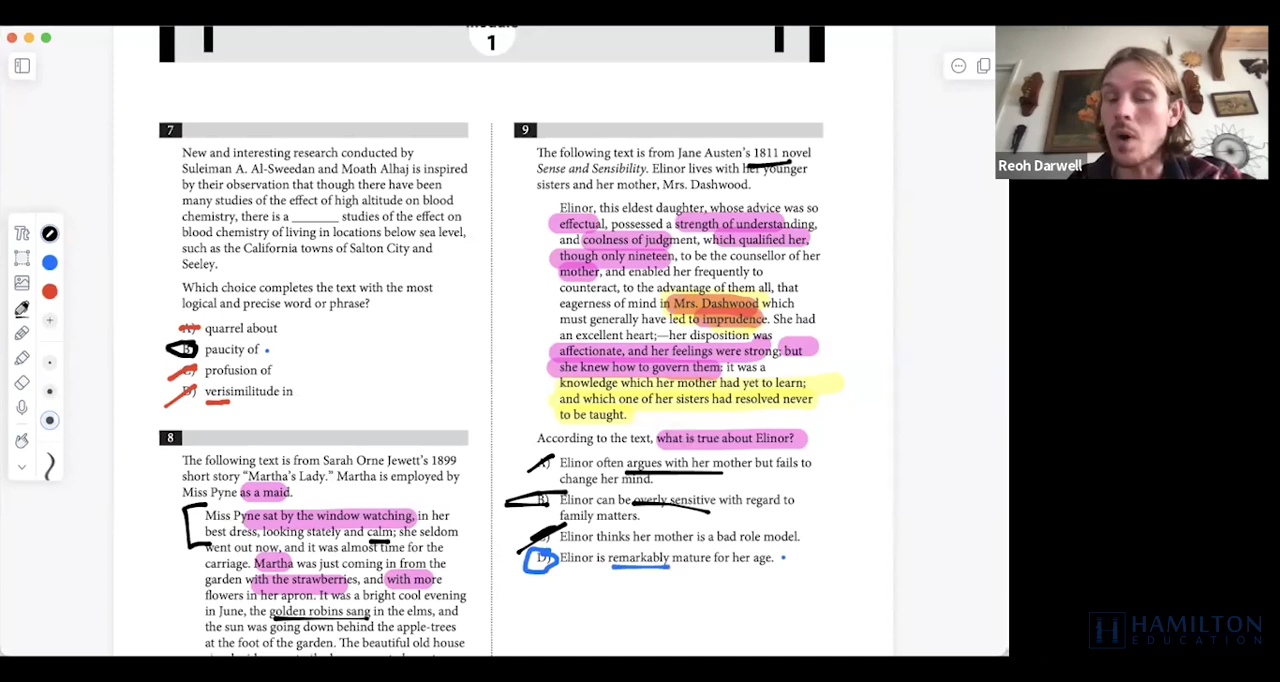 Module
1
7
New and interesting research conducted by
Suleiman A. Al-Swedan and Moath Alhaj is inspired
by their observation that though there have been
many studies of the effect of high altitude on blood
chemistry, there is a ________ studies of the effect on
blood chemistry of living in locations below sea level,
such as the California towns of Salton City and
Seeley.
Which choice completes the text with the most
logical and precise word or phrase?
A) quarrel about
B) paucity of
C) profusion of
D) verisimilitude in
8
The following text is from Sarah Orne Jewett's 1899
short story “Martha's Lady.” Martha is employed by
Miss Pyne as a maid.
Miss Pyne sat by the window watching, in her
best dress, looking stately and calm; she seldom
went out now, and it was almost time for the
carriage. Martha was just coming in from the
garden with the strawberries, and with more
flowers in her apron. It was a bright cool evening
in June, the golden robins sang in the elms, and
the sun was going down behind the apple-trees
at the foot of the garden. The beautiful old house
9
The following text is from Jane Austen's 1811 novel
Sense and Sensibility. Elinor lives with her younger
sisters and her mother, Mrs. Dashwood.
Elinor, this eldest daughter, whose advice was so
effectual, possessed a strength of understanding,
and coolness of judgment, which qualified her,
though only nineteen, to be the counsellor of her
mother, and enabled her frequently to
counteract, to the advantage of them all, that
eagerness of mind in Mrs. Dashwood which
must generally have led to imprudence. She had
an excellent heart;—her disposition was
affectionate, and her feelings were strong; but
she knew how to govern them: it was a
knowledge which her mother had yet to learn;
and which one of her sisters had resolved never
to be taught.
According to the text, what is true about Elinor?
A) Elinor often argues with her mother but fails to
change her mind.
B) Elinor can be overly sensitive with regard to
family matters.
C) Elinor thinks her mother is a bad role model.
D) Elinor is remarkably mature for her age.
Reoh Darwell
HAMILTON
EDUCATION